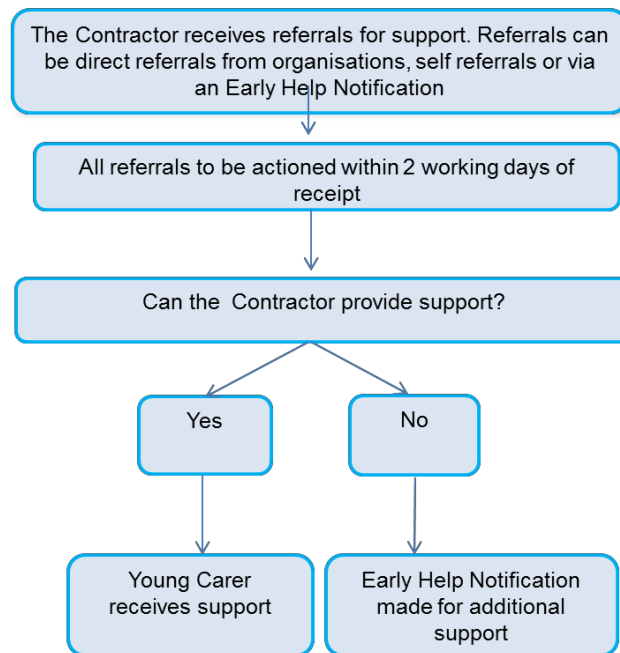 The Contractor receives referrals for support. Referrals can
be direct referrals from organisations, self referrals or via
an Early Help Notification
All referrals to be actioned within 2 working days of
receipt
Can the  Contractor provide support?
Yes
No
Young Carer
receives support
Early Help Notification
made for additional
support